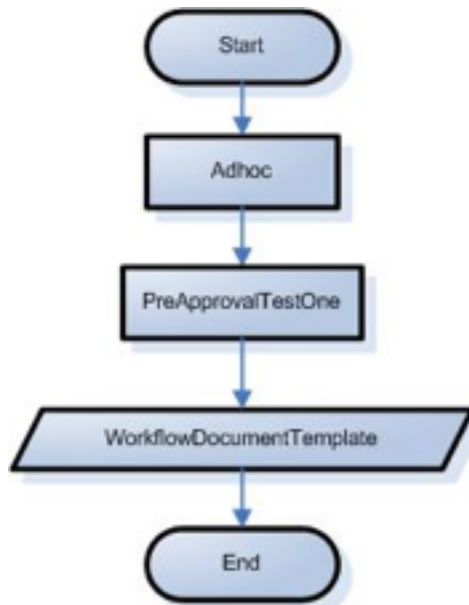 Start
Adhoc
PreApprovalTestOne
WorkflowDocumentTemplate
End